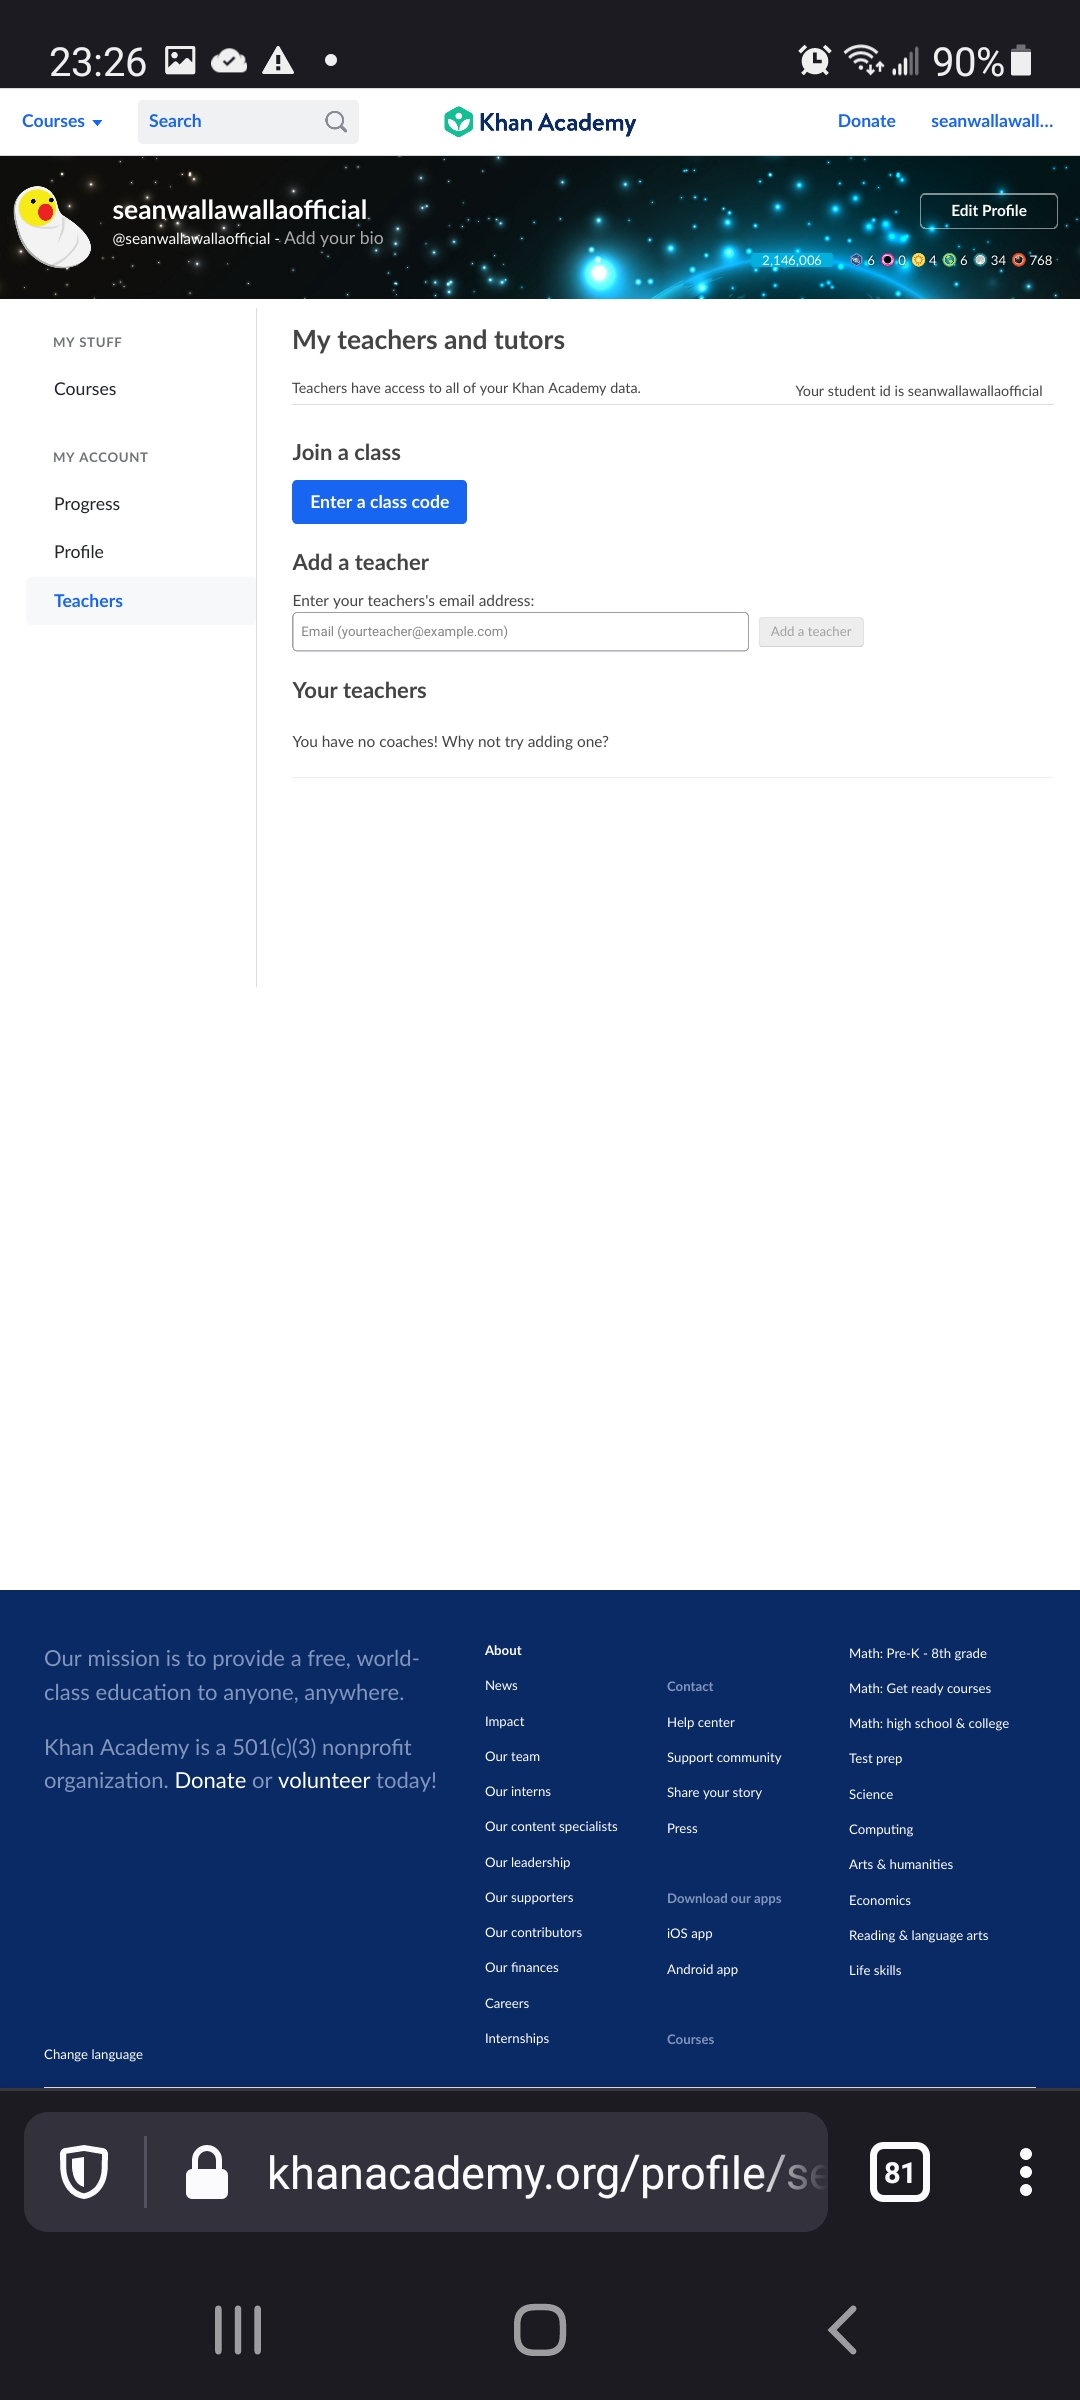 23:26
90%
Courses
Search
Khan Academy
Donate
seanwallawall...
seanwallawallaofficial
@seanwallawallaofficial - Add your bio
Edit Profile
2,146,006
6 0 4 6 34 768
MY STUFF
Courses
MY ACCOUNT
Progress
Profile
Teachers
My teachers and tutors
Teachers have access to all of your Khan Academy data.
Your student id is seanwallawallaofficial
Join a class
Enter a class code
Add a teacher
Enter your teachers's email address:
Email (yourteacher@example.com)
Add a teacher
Your teachers
You have no coaches! Why not try adding one?
Our mission is to provide a free, world-
class education to anyone, anywhere.
Khan Academy is a 501(c)(3) nonprofit
organization. Donate or volunteer today!
Change language
About
News
Impact
Our team
Our interns
Our content specialists
Our leadership
Our supporters
Our contributors
Our finances
Careers
Internships
Contact
Help center
Support community
Share your story
Press
Download our apps
iOS app
Android app
Courses
Math: Pre-K - 8th grade
Math: Get ready courses
Math: high school & college
Test prep
Science
Computing
Arts & humanities
Economics
Reading & language arts
Life skills
khanacademy.org/profile/se
81